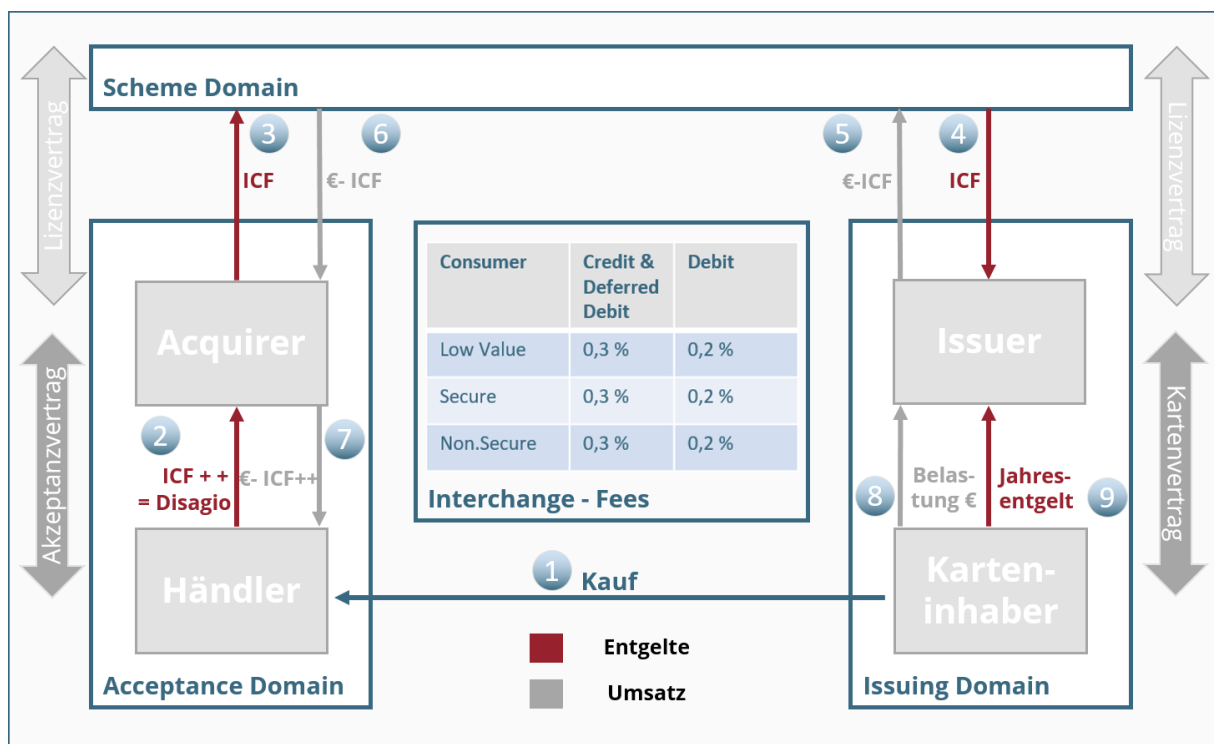 Scheme Domain
Lizenzvertrag
Lizenzvertrag
3
6
5
4
ICF
€- ICF
€-ICF
ICF
Acquirer
Issuer
Consumer
Credit &
Deferred
Debit
Debit
Low Value
0,3 %
0,2 %
Secure
0,3 %
0,2 %
Non.Secure
0,3 %
0,2 %
Interchange - Fees
Akzeptanzvertrag
Kartenvertrag
2
7
ICF + +
= Disagio
€- ICF++
8
Belas-
tung €
Jahres-
entgelt
9
Händler
1
Kauf
Karten-
inhaber
Entgelte
Umsatz
Acceptance Domain
Issuing Domain